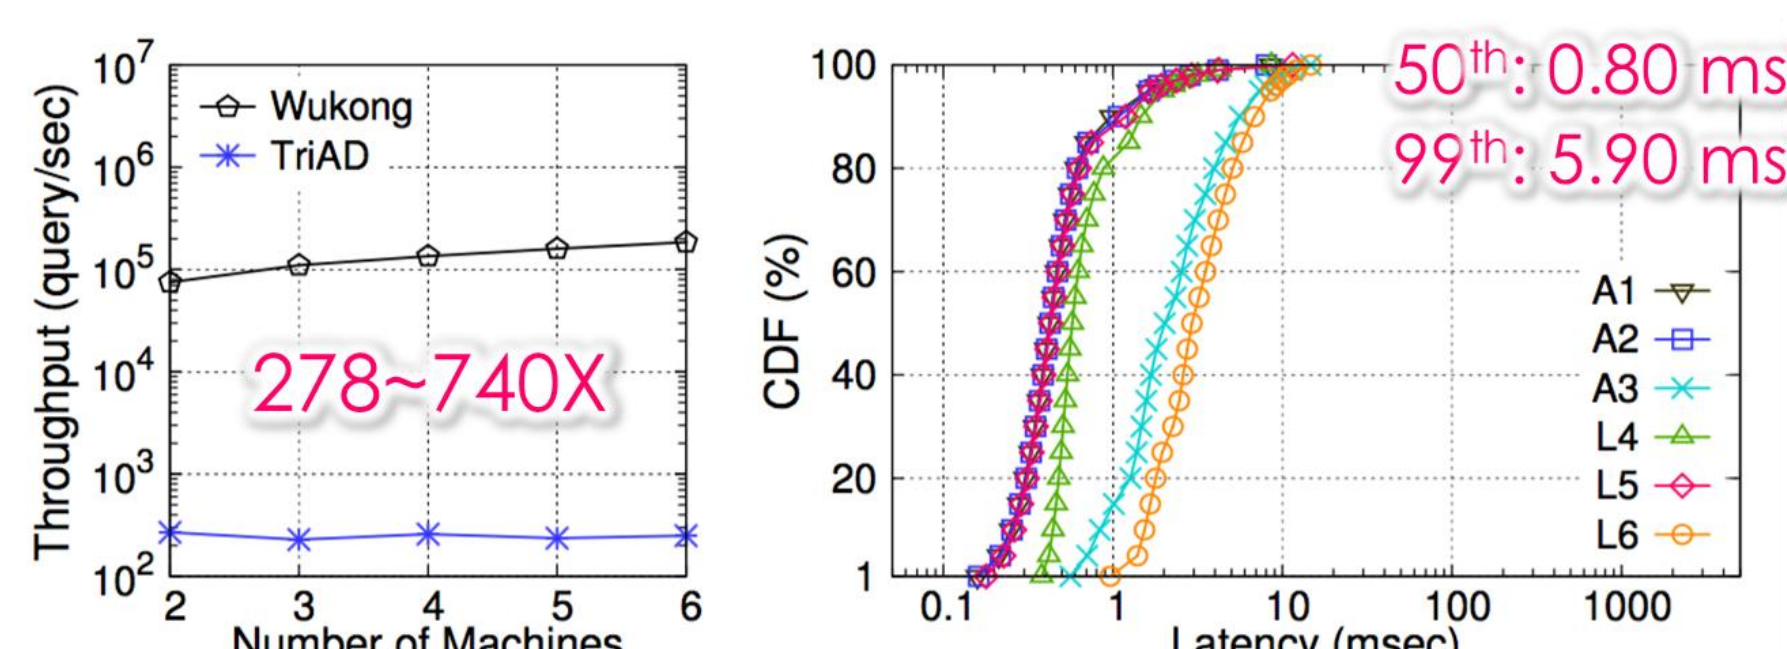 Throughput (query/sec)
10^7
10^6
10^5
10^4
10^3
10^2
Wukong
TriAD
278~740X
2 3 4 5 6
Number of Machines
CDF (%)
100
80
60
40
20
1
50th: 0.80 ms
99th: 5.90 ms
A1
A2
A3
L4
L5
L6
0.1 1 10 100 1000
Latency (msec)